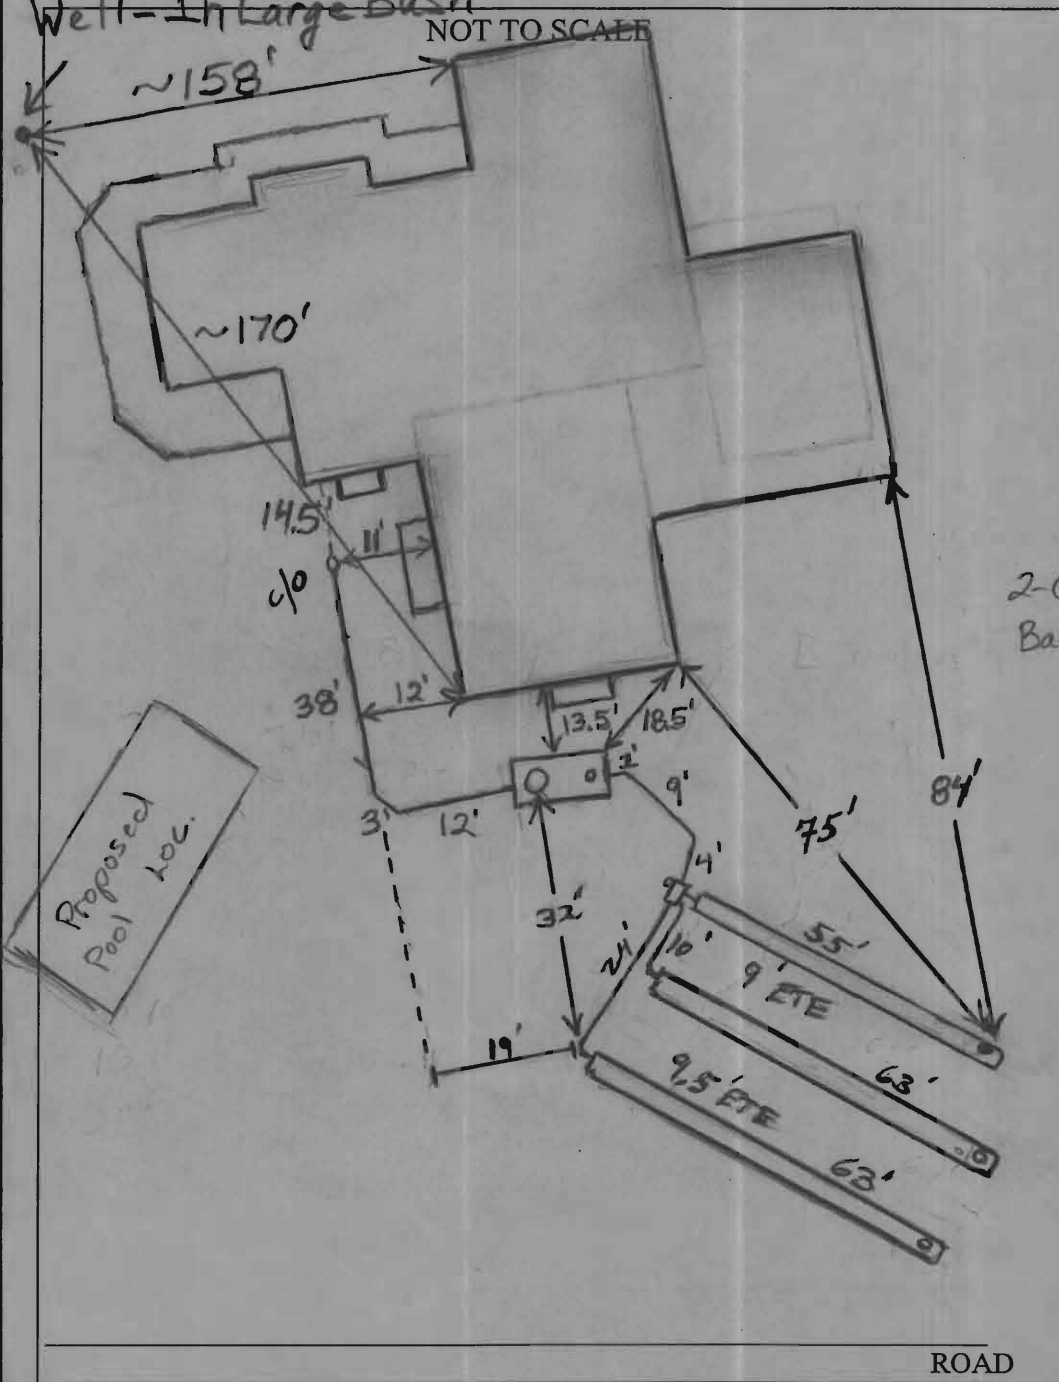 Well - In Large Bush
NOT TO SCALE
~158'
~170'
14.5'
11'
c/o
2-
Ba
38'
12'
13.5'
18.5'
2'
9'
84'
75'
3'
12'
4'
Proposed
Pool Loc.
32'
55'
10'
9' ETE
19'
63'
9.5' ETE
63'
ROAD